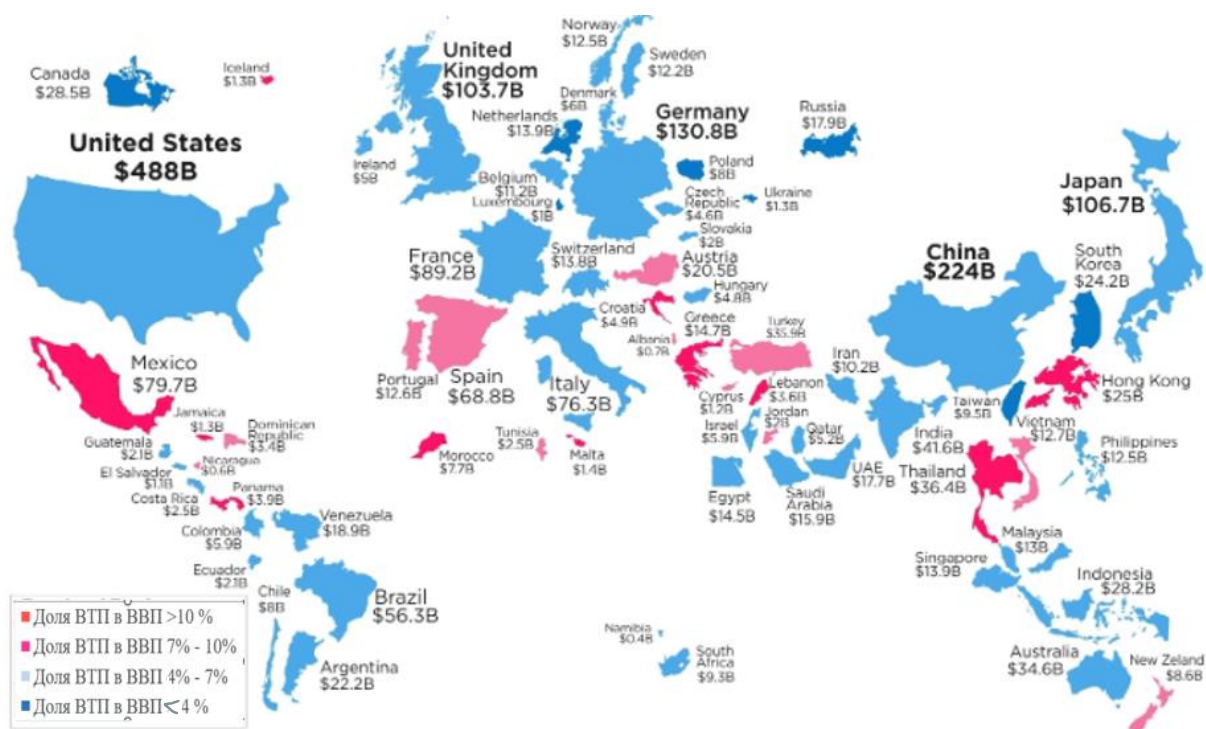 Canada
$28.5B
Iceland
$1.3B
United States
$488B
Norway
$12.5B
Sweden
$12.2B
United
Kingdom
$103.7B
Denmark
$6B
Netherlands
$13.9B
Germany
$130.8B
Russia
$17.9B
Ireland
$5B
Belgium
$11.2B
Luxembourg
$1B
Poland
$8B
Czech
Republic
$4.6B
Ukraine
$1.3B
Slovakia
$2B
Japan
$106.7B
France
$89.2B
Switzerland
$13.8B
Austria
$20.5B
Hungary
$4.8B
China
$224B
South
Korea
$24.2B
Croatia
$4.9B
Greece
$14.7B
Turkey
$35.9B
Albania
$0.7B
Mexico
$79.7B
Portugal
$12.6B
Spain
$68.8B
Italy
$76.3B
Cyprus
$1.2B
Lebanon
$3.6B
Iran
$10.2B
Taiwan
$9.5B
Hong Kong
$25B
Jamaica
$1.3B
Dominican
Republic
$3.4B
Guatemala
$2.1B
Nicaragua
$0.6B
El Salvador
$1.1B
Costa Rica
$2.5B
Panama
$3.9B
Morocco
$7.7B
Tunisia
$2.5B
Malta
$1.4B
Israel
$5.9B
Jordan
$2B
Qatar
$5.2B
India
$41.6B
Vietnam
$12.7B
Philippines
$12.5B
Egypt
$14.5B
Saudi
Arabia
$15.9B
UAE
$17.7B
Thailand
$36.4B
Colombia
$5.9B
Venezuela
$18.9B
Ecuador
$2.1B
Chile
$8B
Brazil
$56.3B
Argentina
$22.2B
Malaysia
$13B
Singapore
$13.9B
Indonesia
$28.2B
Namibia
$0.4B
South
Africa
$9.3B
Australia
$34.6B
New Zeland
$8.6B
Доля ВТП в ВВП >10 %
Доля ВТП в ВВП 7% - 10%
Доля ВТП в ВВП 4% - 7%
Доля ВТП в ВВП < 4 %